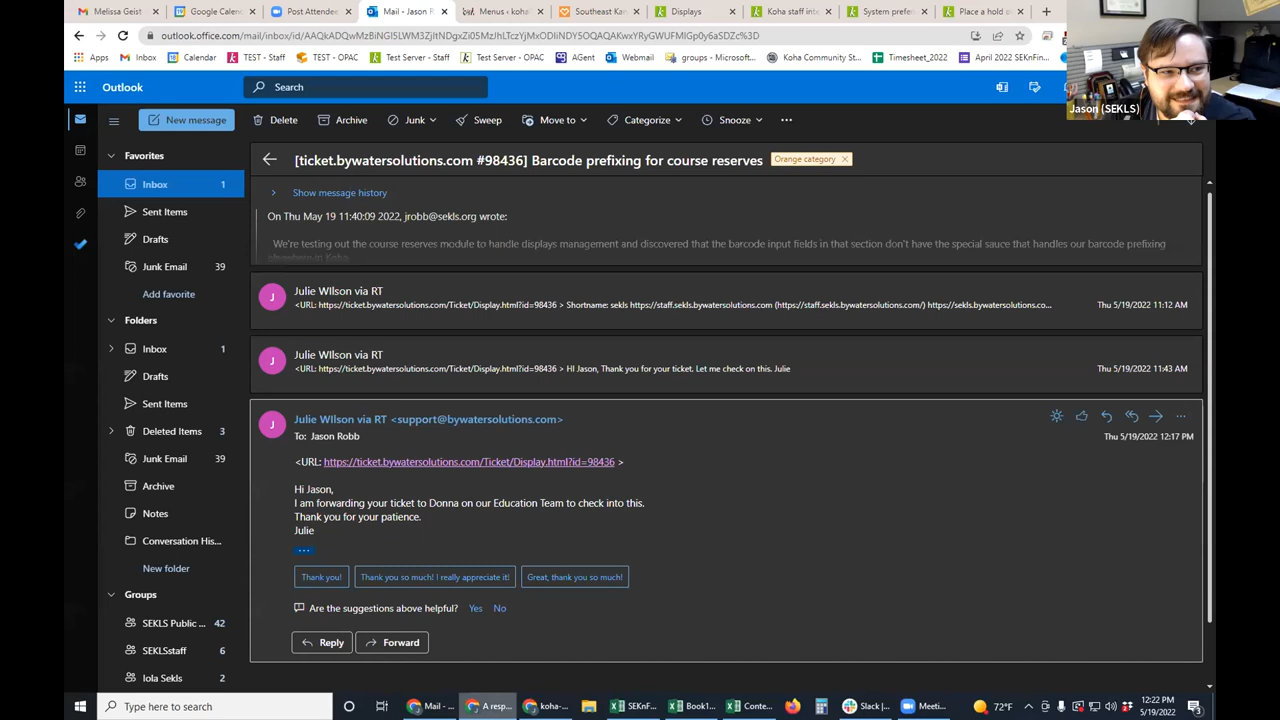 Melissa Geist
Google Calen
Post Attendee
Mail - Jason R
Menus ‹ koha
Southeast Kan
Displays
Koha staff inte
System prefer
Place a hold o
outlook.office.com/mail/inbox/id/
Apps
Inbox
Calendar
TEST - Staff
TEST - OPAC
Test Server - Staff
Test Server - OPAC
AGent
Webmail
groups - Microsoft...
Koha Community St...
Timesheet_2022
April 2022 SEKnFin...
Jason (SEKLS)
Outlook
Search
New message
Delete
Archive
Junk
Sweep
Move to
Categorize
Snooze
Favorites
Inbox 1
Sent Items
Drafts
Junk Email 39
Add favorite
Folders
Inbox 1
Drafts
Sent Items
Deleted Items 3
Junk Email 39
Archive
Notes
Conversation His...
New folder
Groups
SEKLS Public ... 42
SEKLSstaff 6
Iola Sekls 2
[ticket.bywatersolutions.com #98436] Barcode prefixing for course reserves
Orange category
Show message history
On Thu May 19 11:40:09 2022, jrobb@sekls.org wrote:
We're testing out the course reserves module to handle displays management and discovered that the barcode input fields in that section don't have the special sauce that handles our barcode prefixing
elsewhere in Koha.
Julie WIlson via RT
<URL: https://ticket.bywatersolutions.com/Ticket/Display.html?id=98436 > Shortname: sekls https://staff.sekls.bywatersolutions.com (https://staff.sekls.bywatersolutions.com/) https://sekls.bywatersolutions.co...
Thu 5/19/2022 11:12 AM
Julie WIlson via RT
<URL: https://ticket.bywatersolutions.com/Ticket/Display.html?id=98436 > HI Jason, Thank you for your ticket. Let me check on this. Julie
Thu 5/19/2022 11:43 AM
Julie WIlson via RT <support@bywatersolutions.com>
To: Jason Robb
Thu 5/19/2022 12:17 PM
<URL: https://ticket.bywatersolutions.com/Ticket/Display.html?id=98436 >
Hi Jason,
I am forwarding your ticket to Donna on our Education Team to check into this.
Thank you for your patience.
Julie
...
Thank you!
Thank you so much! I really appreciate it!
Great, thank you so much!
Are the suggestions above helpful? Yes No
Reply
Forward
Type here to search
Mail - ...
A resp...
koha-...
SEKnF...
Book1...
Conte...
Slack |...
Meeti...
72°F
12:22 PM
5/19/2022
3